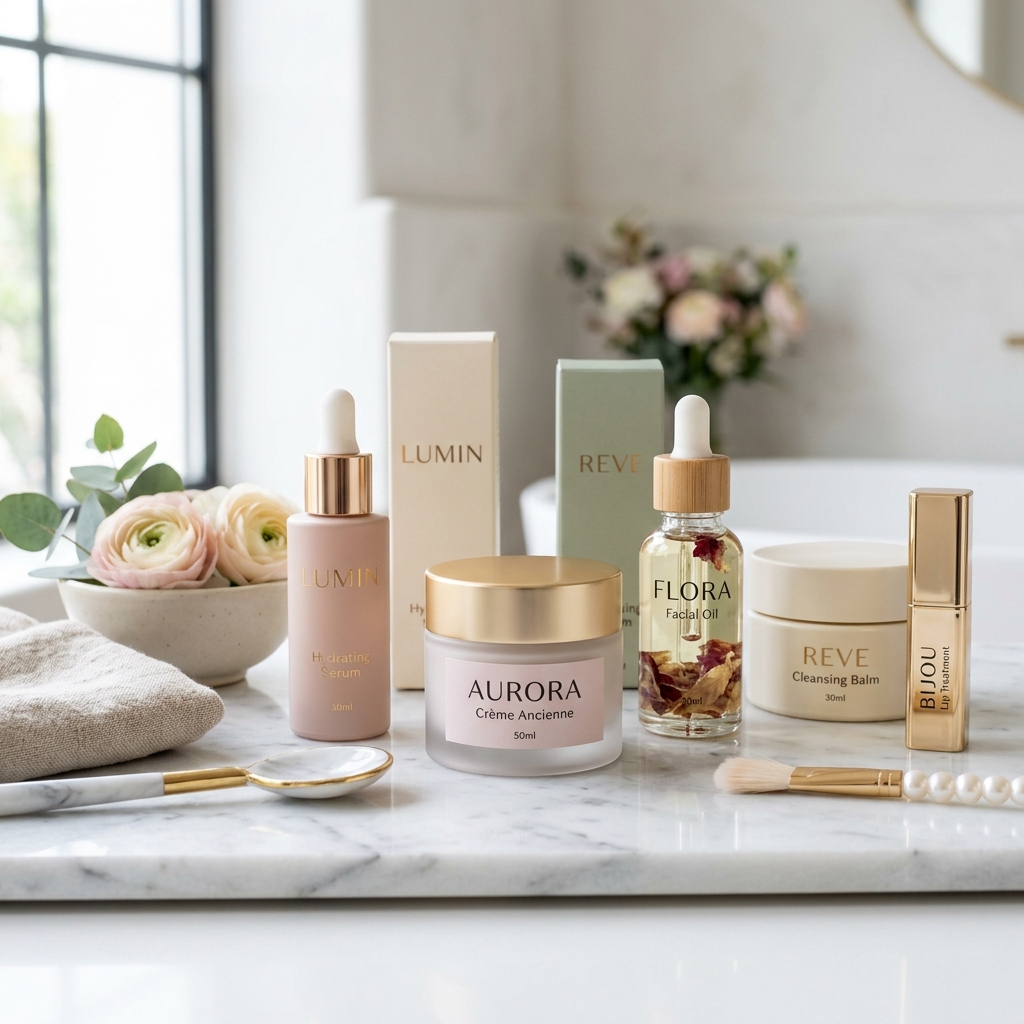 LUMIN
Hydrating
Serum
30ml
LUMIN
REVE
AURORA
Crème Ancienne
50ml
FLORA
Facial Oil
REVE
Cleansing Balm
30ml
BIJOU
Lip Treatment